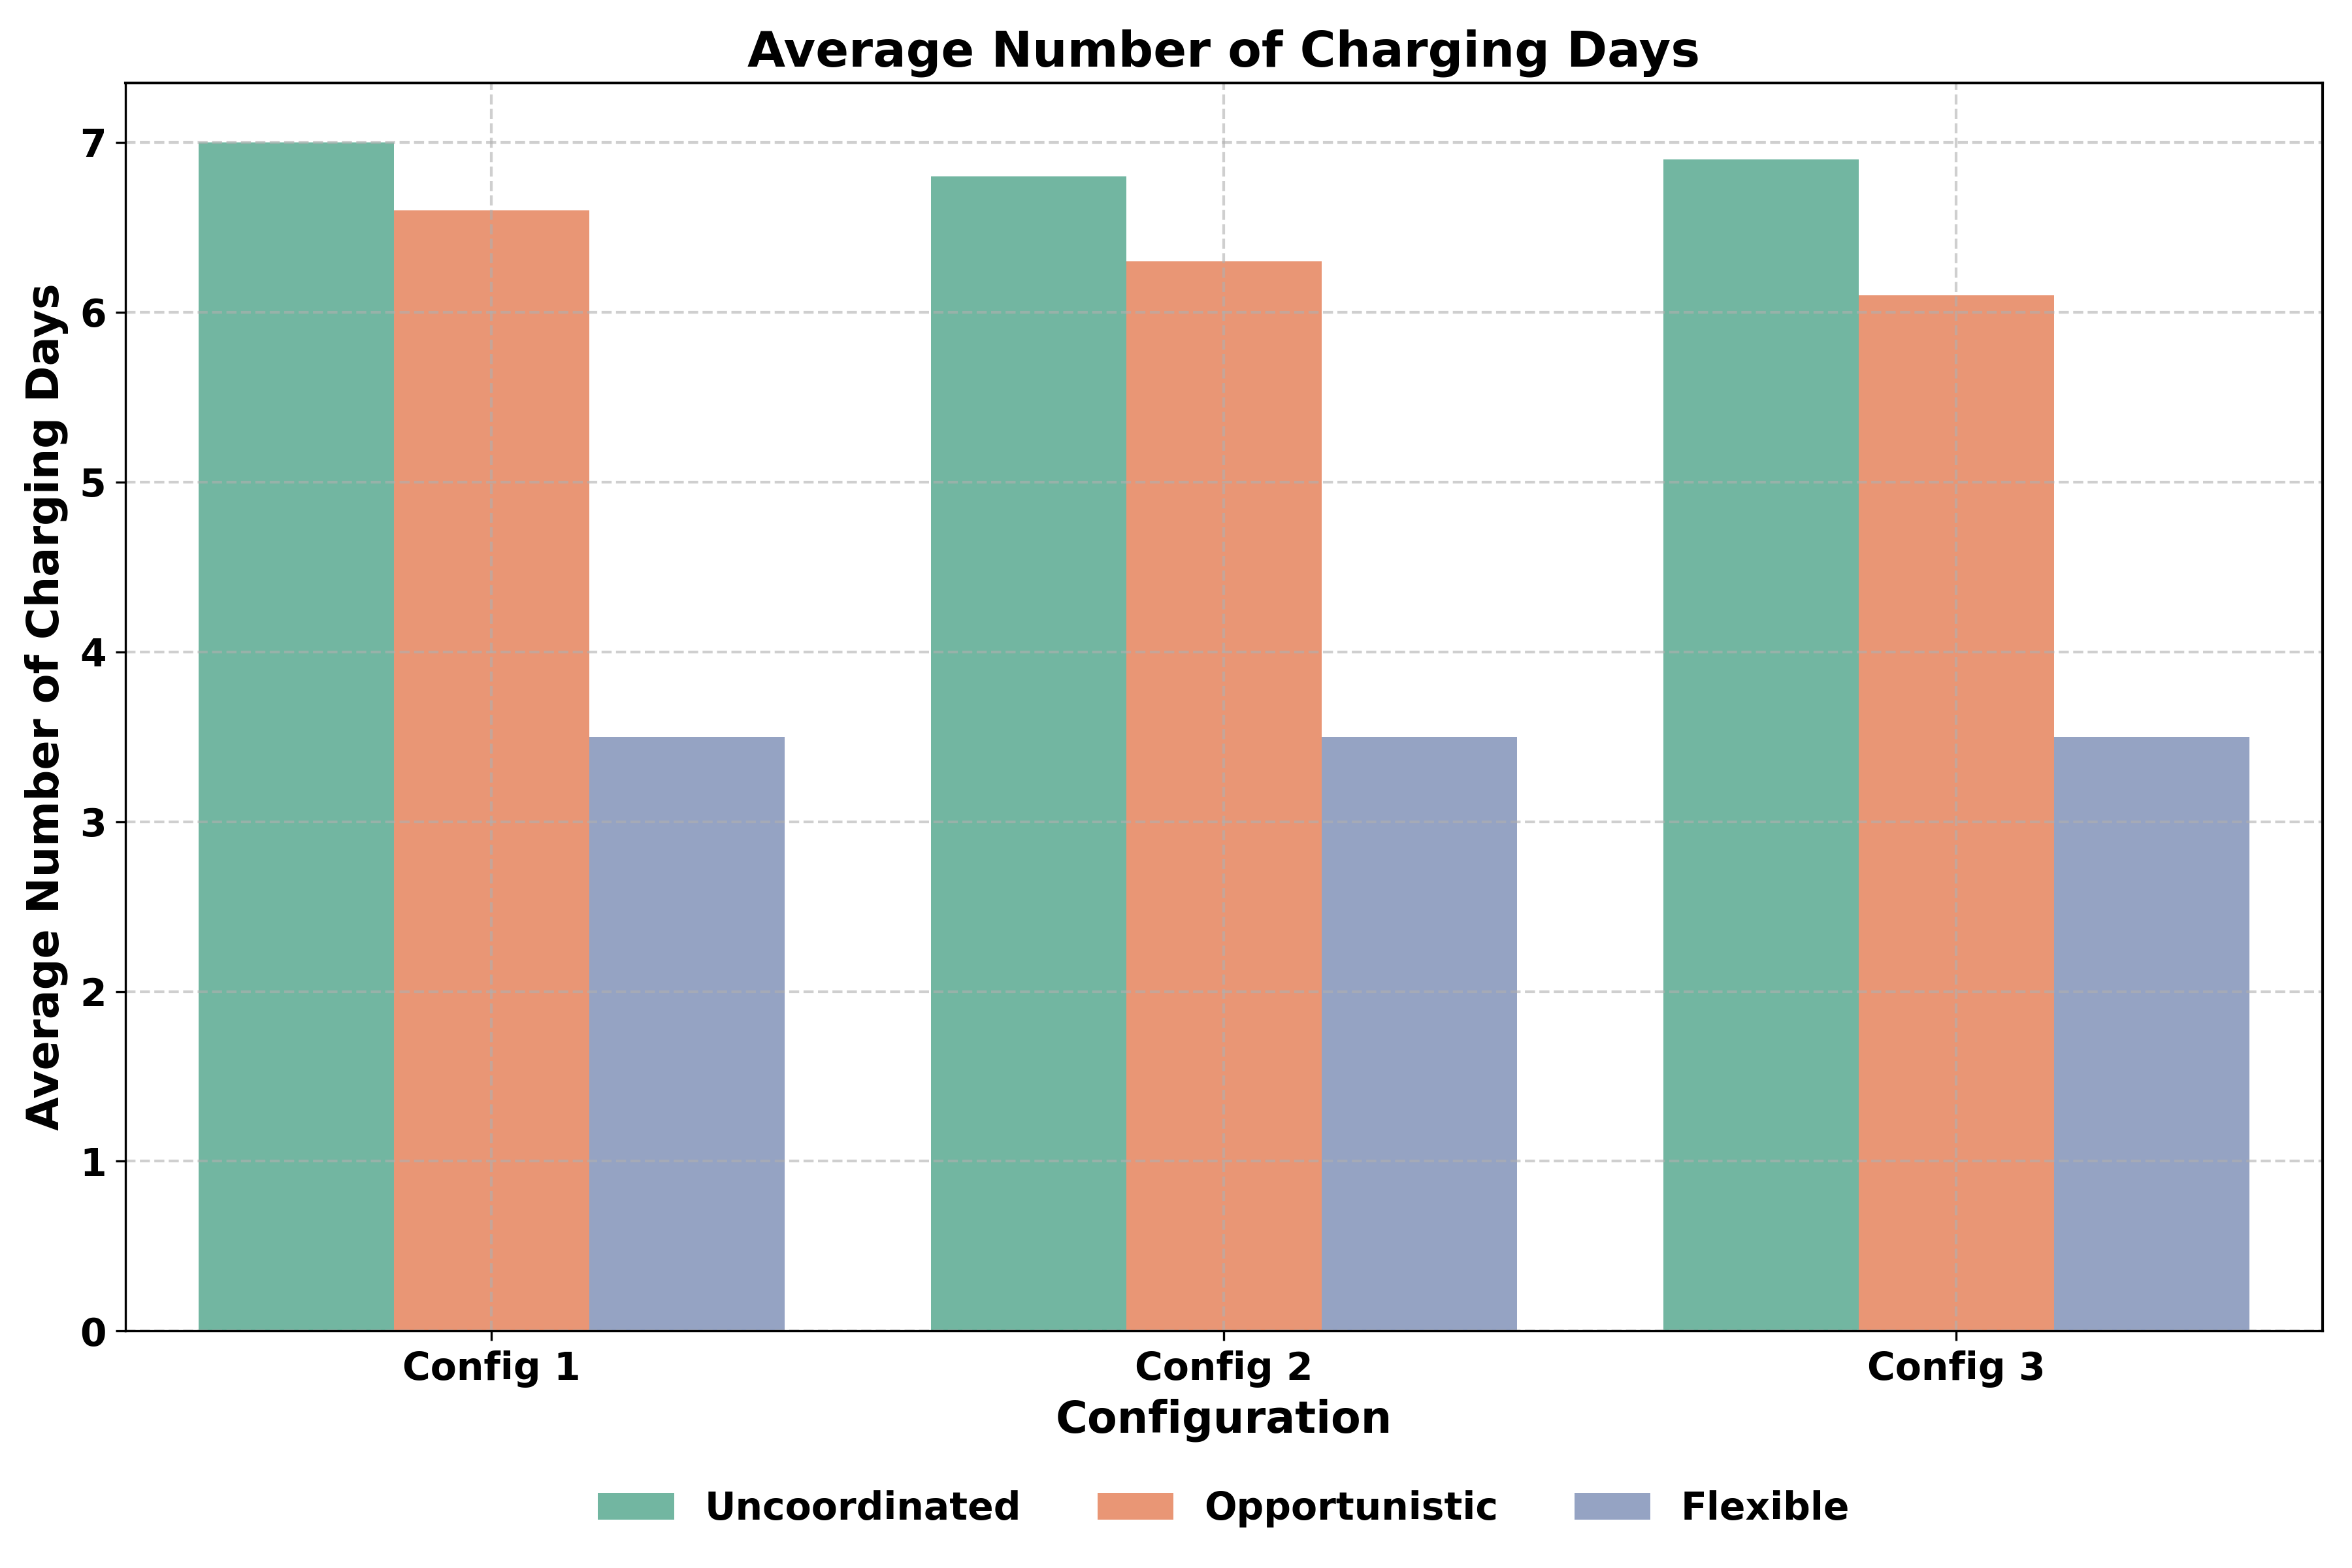 Average Number of Charging Days
Average Number of Charging Days
7
6
5
4
3
2
1
0
Config 1 Config 2 Config 3
Configuration
Uncoordinated Opportunistic Flexible